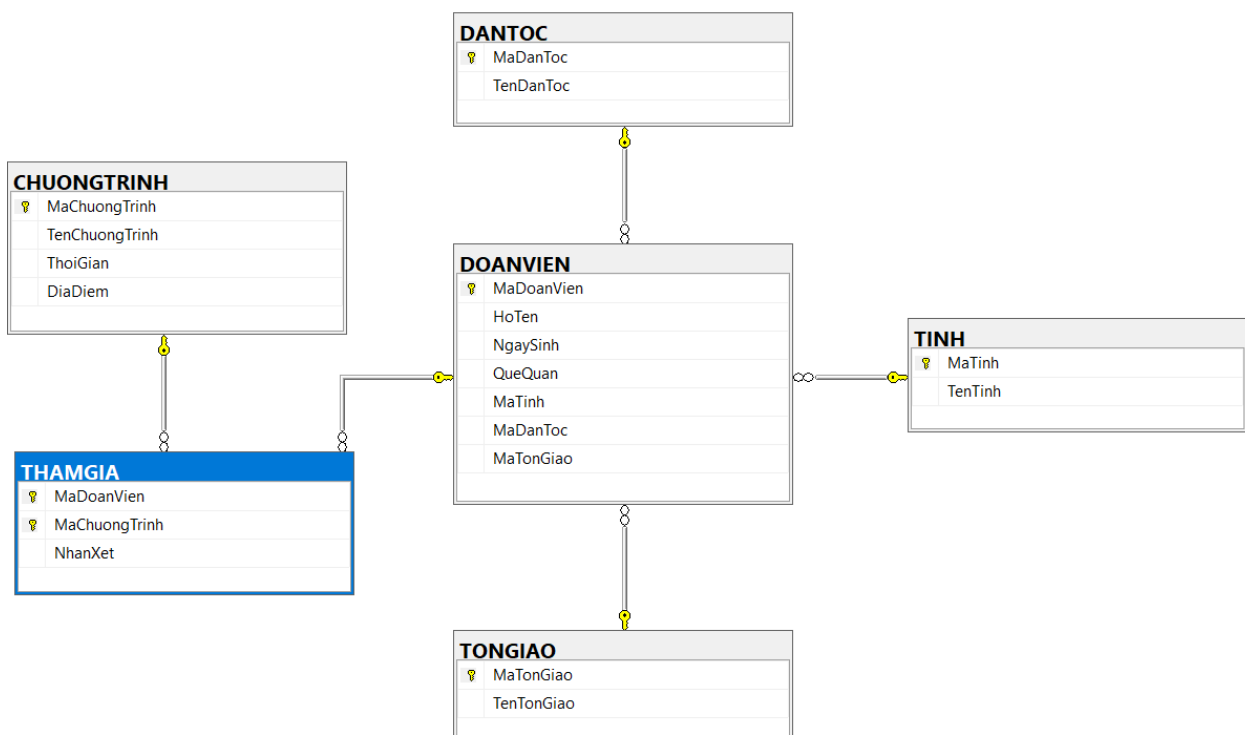 DANTOC
MaDanToc
TenDanToc
CHUONGTRINH
MaChuongTrinh
TenChuongTrinh
ThoiGian
DiaDiem
DOANVIEN
MaDoanVien
HoTen
NgaySinh
QueQuan
MaTinh
MaDanToc
MaTonGiao
TINH
MaTinh
TenTinh
THAMGIA
MaDoanVien
MaChuongTrinh
NhanXet
TONGIAO
MaTonGiao
TenTonGiao